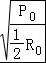 √(P₀ / (½ R₀))